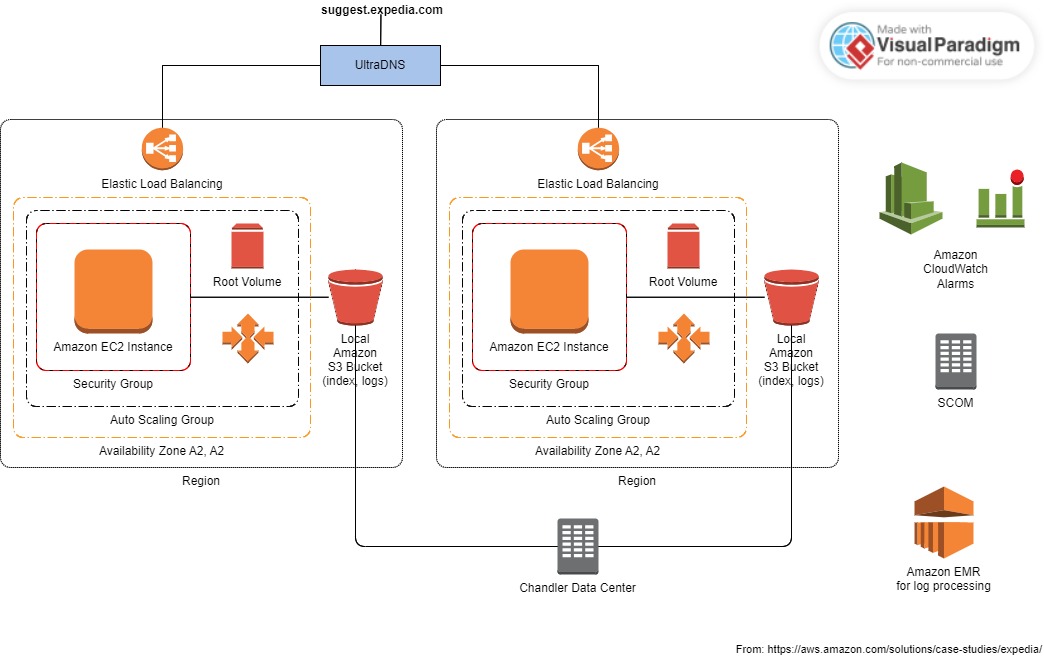 suggest.expedia.com
Made with
Visual Paradigm
For non-commercial use
UltraDNS
Elastic Load Balancing
Root Volume
Amazon EC2 Instance
Security Group
Auto Scaling Group
Availability Zone A2, A2
Region
Local
Amazon
S3 Bucket
(index, logs)
Elastic Load Balancing
Root Volume
Amazon EC2 Instance
Security Group
Auto Scaling Group
Availability Zone A2, A2
Region
Local
Amazon
S3 Bucket
(index, logs)
Chandler Data Center
Amazon
CloudWatch
Alarms
SCOM
Amazon EMR
for log processing
From: https://aws.amazon.com/solutions/case-studies/expedia/